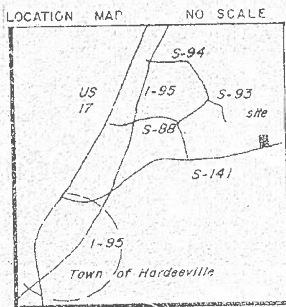 LOCATION MAP NO SCALE
S-94
US
17
I-95
S-93
site
S-88
S-141
I-95
Town of Hardeeville